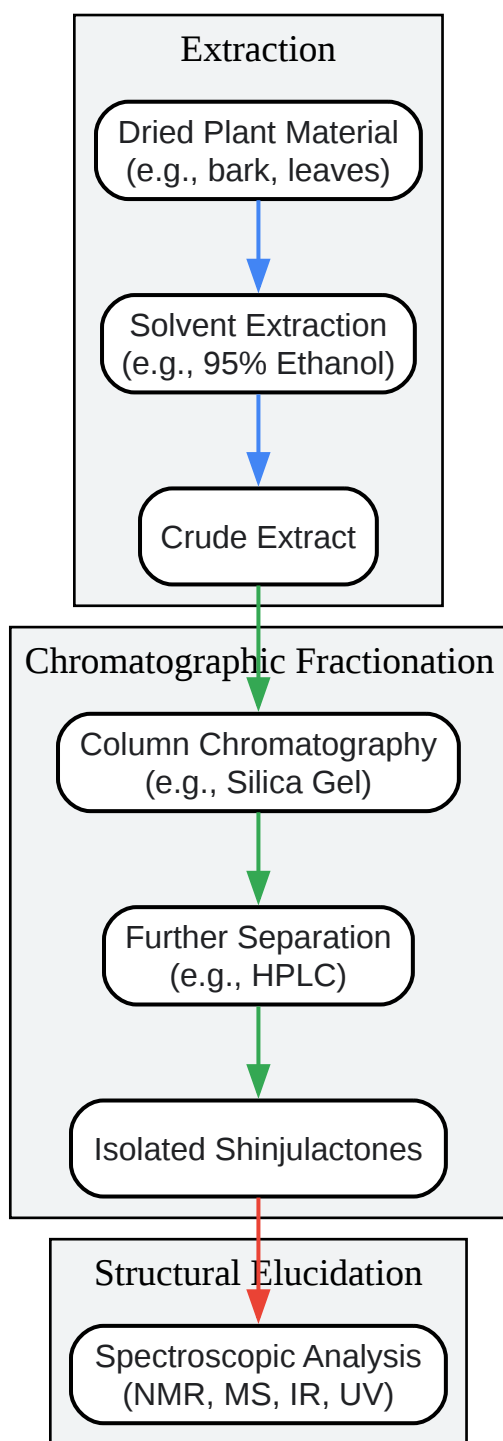 Extraction
Dried Plant Material
(e.g., bark, leaves)
Solvent Extraction
(e.g., 95% Ethanol)
Crude Extract
Chromatographic Fractionation
Column Chromatography
(e.g., Silica Gel)
Further Separation
(e.g., HPLC)
Isolated Shinjulactones
Structural Elucidation
Spectroscopic Analysis
(NMR, MS, IR, UV)